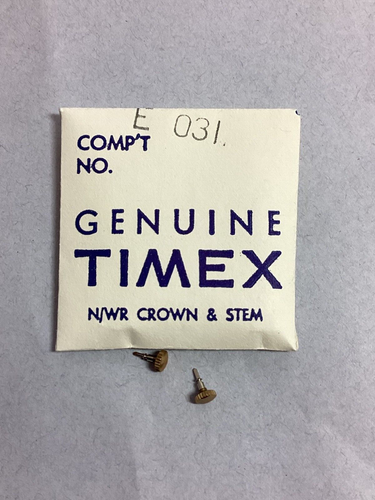 E 031.
COMP'T
NO.
GENUINE
TIMEX
N/WR CROWN & STEM